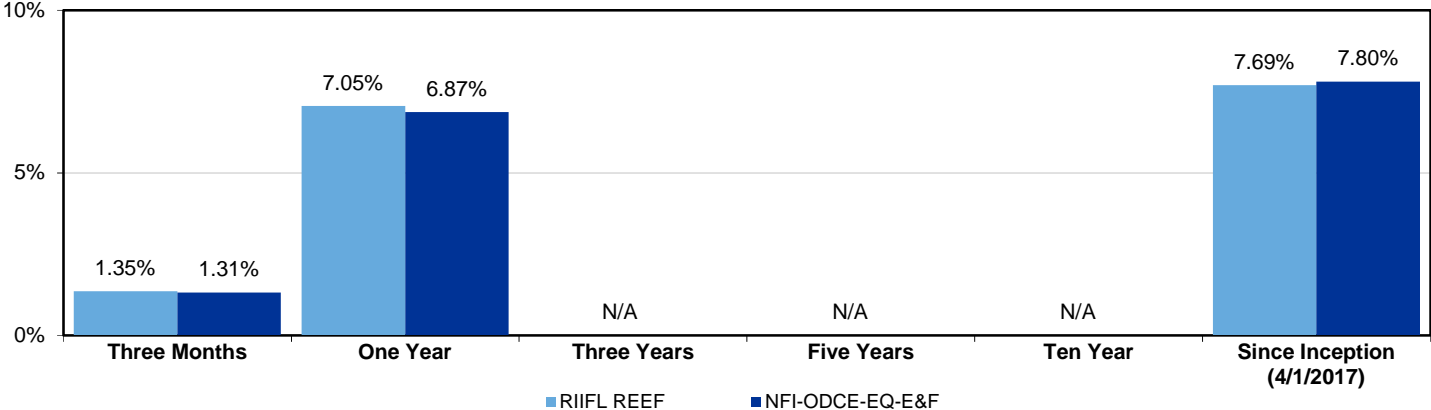 10%
7.05%
6.87%
7.69%
7.80%
5%
1.35%
1.31%
N/A
N/A
N/A
0%
Three Months
One Year
Three Years
Five Years
Ten Year
Since Inception
(4/1/2017)
RIIFL REEF
NFI-ODCE-EQ-E&F